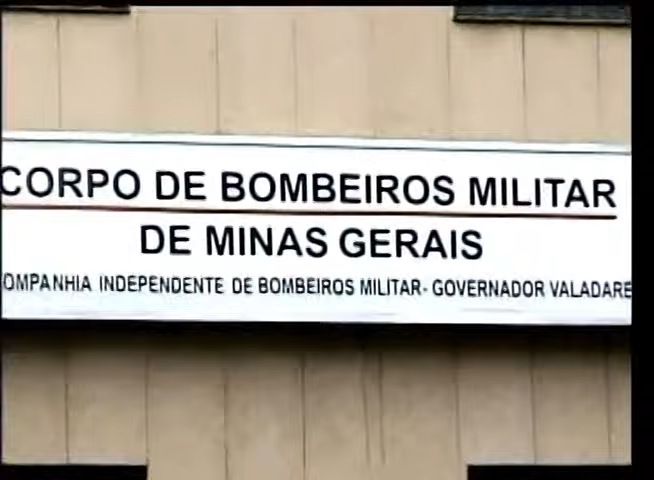 CORPO DE BOMBEIROS MILITAR
DE MINAS GERAIS
OMPANHIA INDEPENDENTE DE BOMBEIROS MILITAR- GOVERNADOR VALADARE